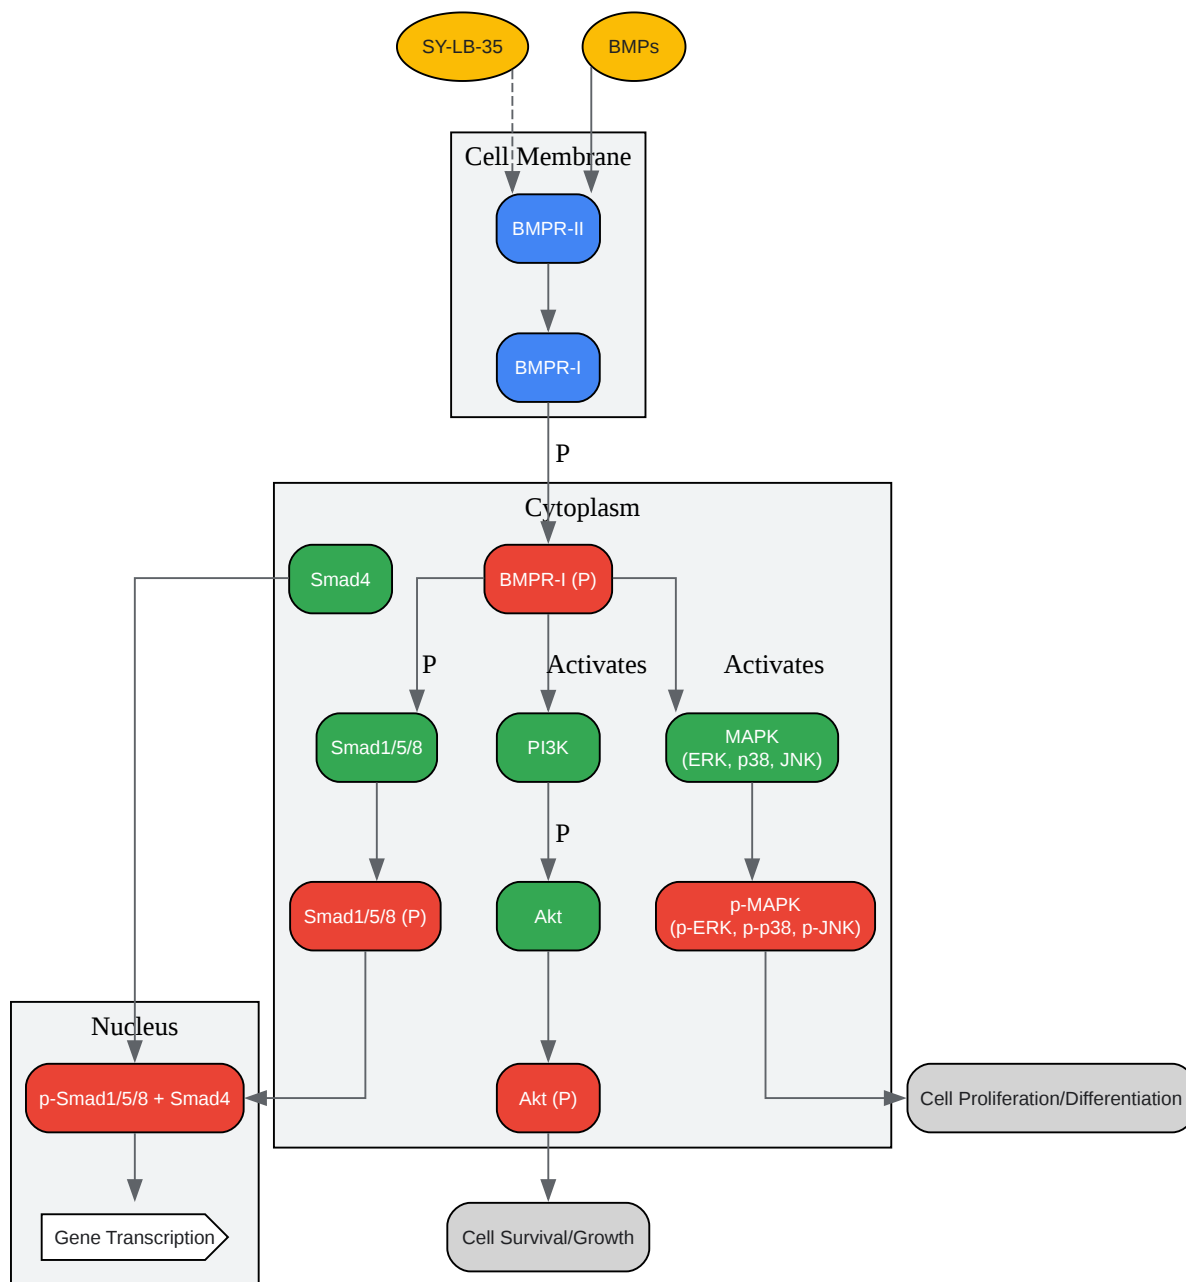 SY-LB-35
BMPs
Cell Membrane
BMPR-II
BMPR-I
P
Cytoplasm
Smad4
BMPR-I (P)
P
Activates
Activates
Smad1/5/8
PI3K
MAPK
(ERK, p38, JNK)
P
Smad1/5/8 (P)
Akt
p-MAPK
(p-ERK, p-p38, p-JNK)
Nucleus
p-Smad1/5/8 + Smad4
Akt (P)
Cell Proliferation/Differentiation
Gene Transcription
Cell Survival/Growth